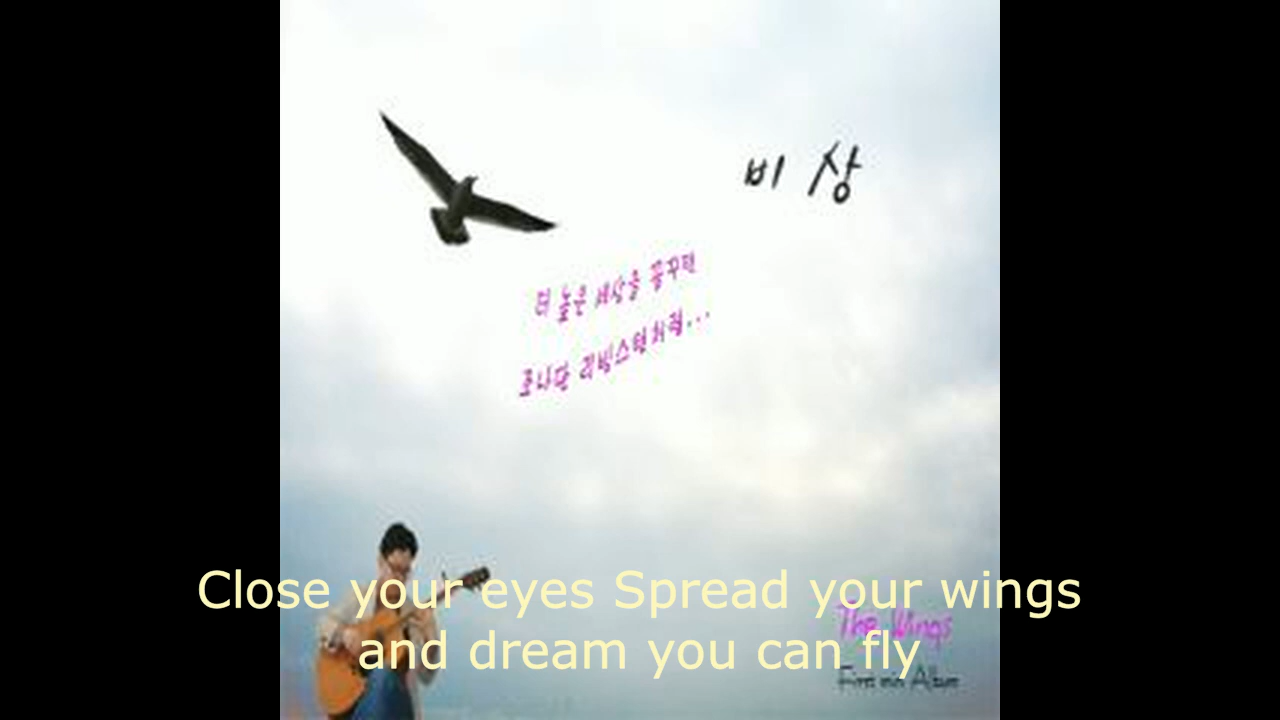 비 상
더 높은 세상을 꿈꾸던
조나단 리빙스턴처럼...
Close your eyes Spread your wings
The Wings
and dream you can fly
First mini Album